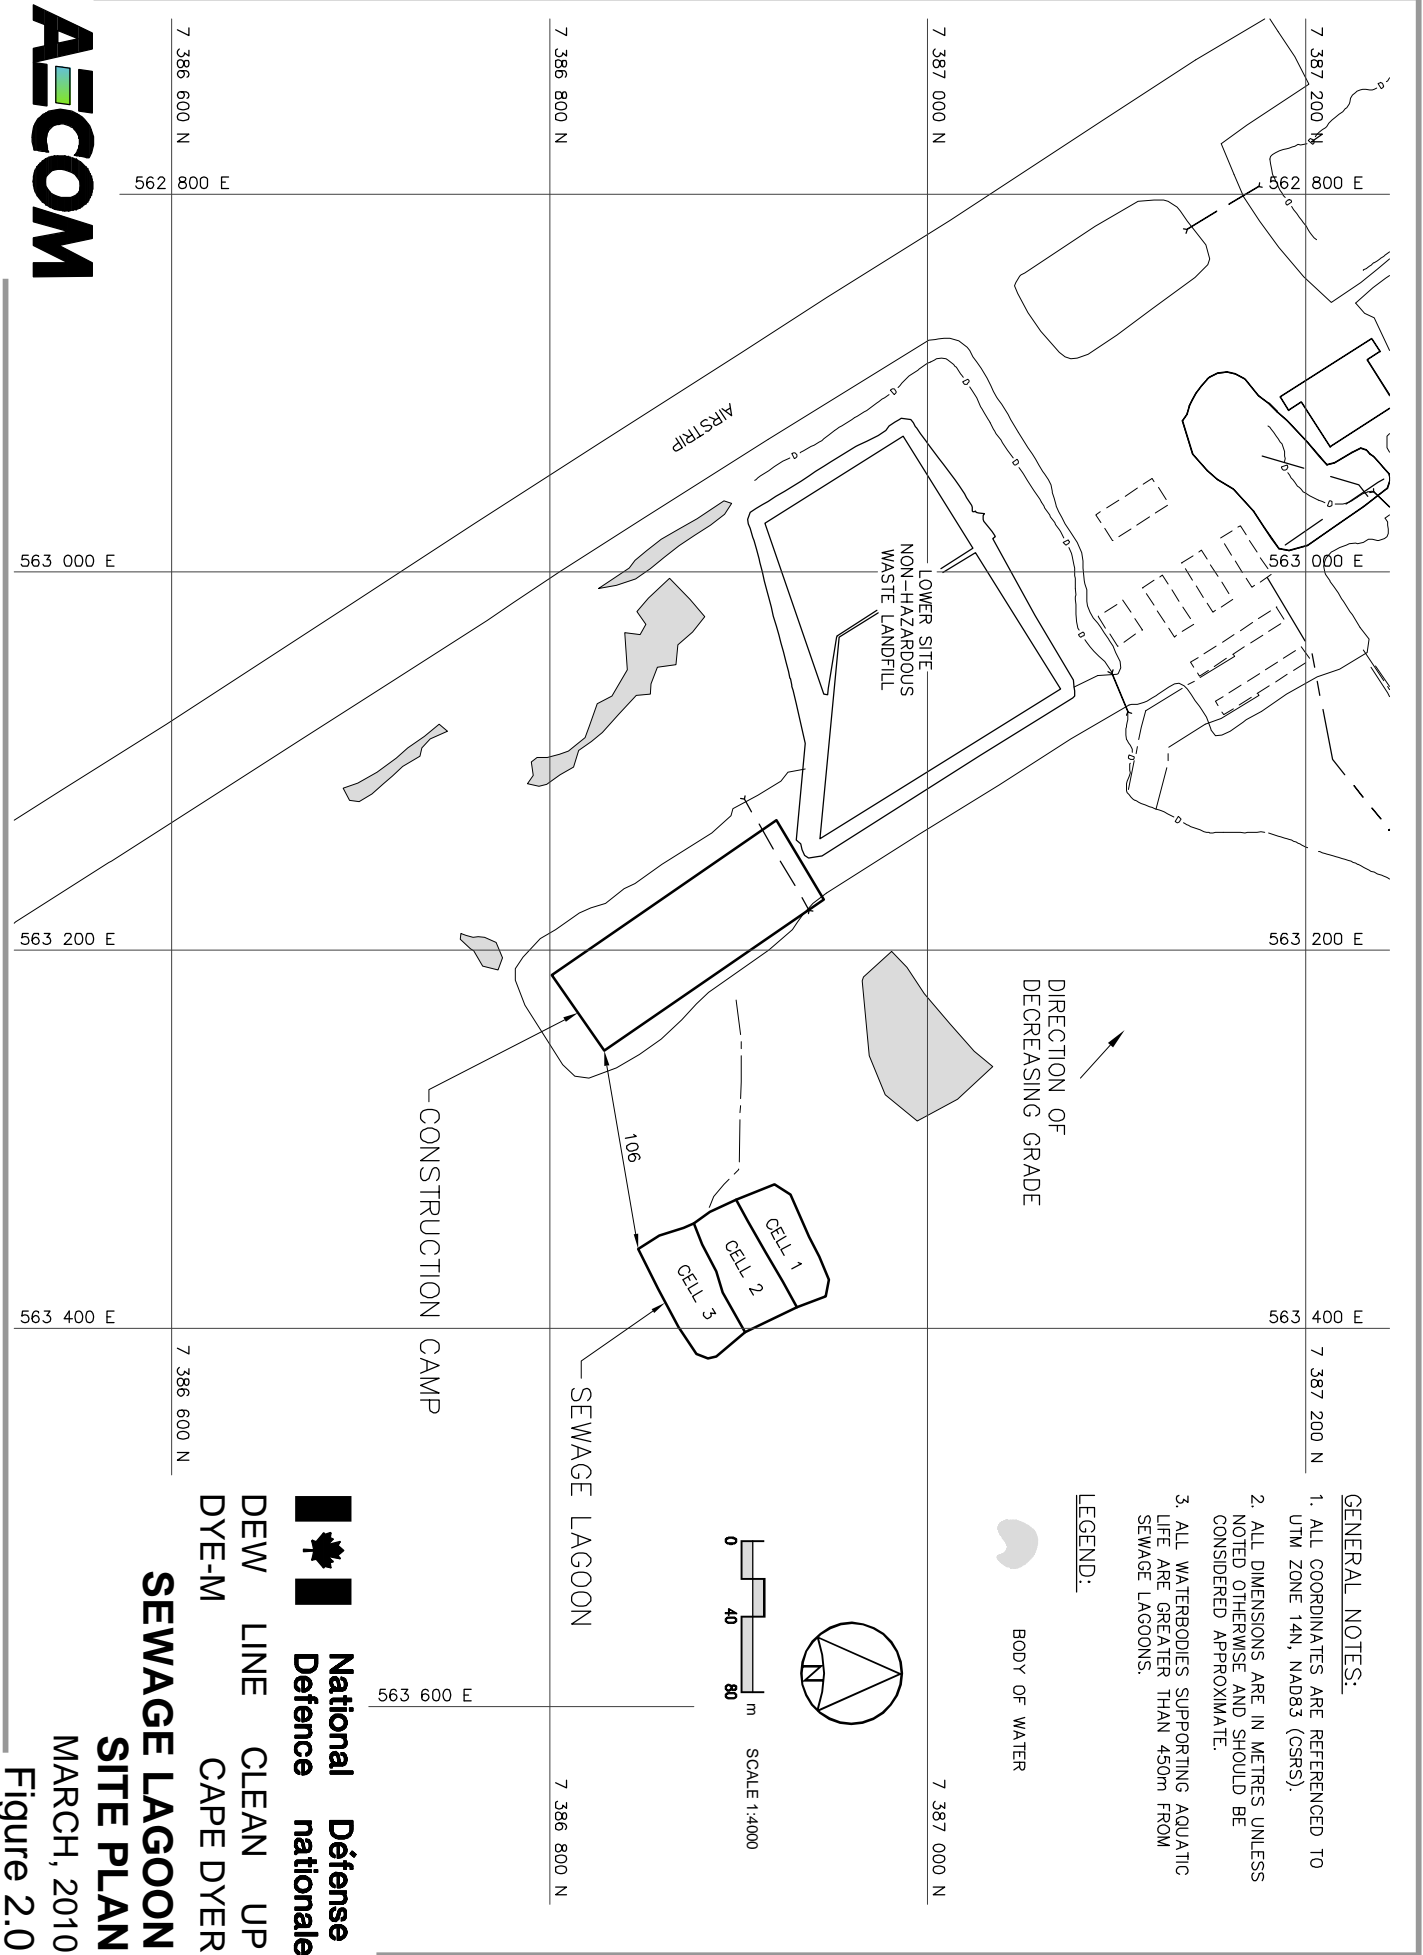 7 387 200 N
7 387 000 N
7 386 800 N
7 386 600 N
562 800 E
562 800 E
563 000 E
563 000 E
563 200 E
563 200 E
563 400 E
563 400 E
563 600 E
7 387 200 N
7 387 000 N
7 386 800 N
7 386 600 N
AIRSTRIP
LOWER SITE
NON-HAZARDOUS
WASTE LANDFILL
DIRECTION OF
DECREASING GRADE
106
CELL 1
CELL 2
CELL 3
CONSTRUCTION CAMP
SEWAGE LAGOON
D
D
D
D
D
D
D
D
D
D
D
D
D
GENERAL NOTES:
1. ALL COORDINATES ARE REFERENCED TO
UTM ZONE 14N, NAD83 (CSRS).
2. ALL DIMENSIONS ARE IN METRES UNLESS
NOTED OTHERWISE AND SHOULD BE
CONSIDERED APPROXIMATE.
3. ALL WATERBODIES SUPPORTING AQUATIC
LIFE ARE GREATER THAN 450m FROM
SEWAGE LAGOONS.
LEGEND:
BODY OF WATER
N
0 40 80 m SCALE 1:4000
National Défense
Defence nationale
DEW LINE CLEAN UP
DYE-M CAPE DYER
SEWAGE LAGOON
SITE PLAN
MARCH, 2010
Figure 2.0
AECOM